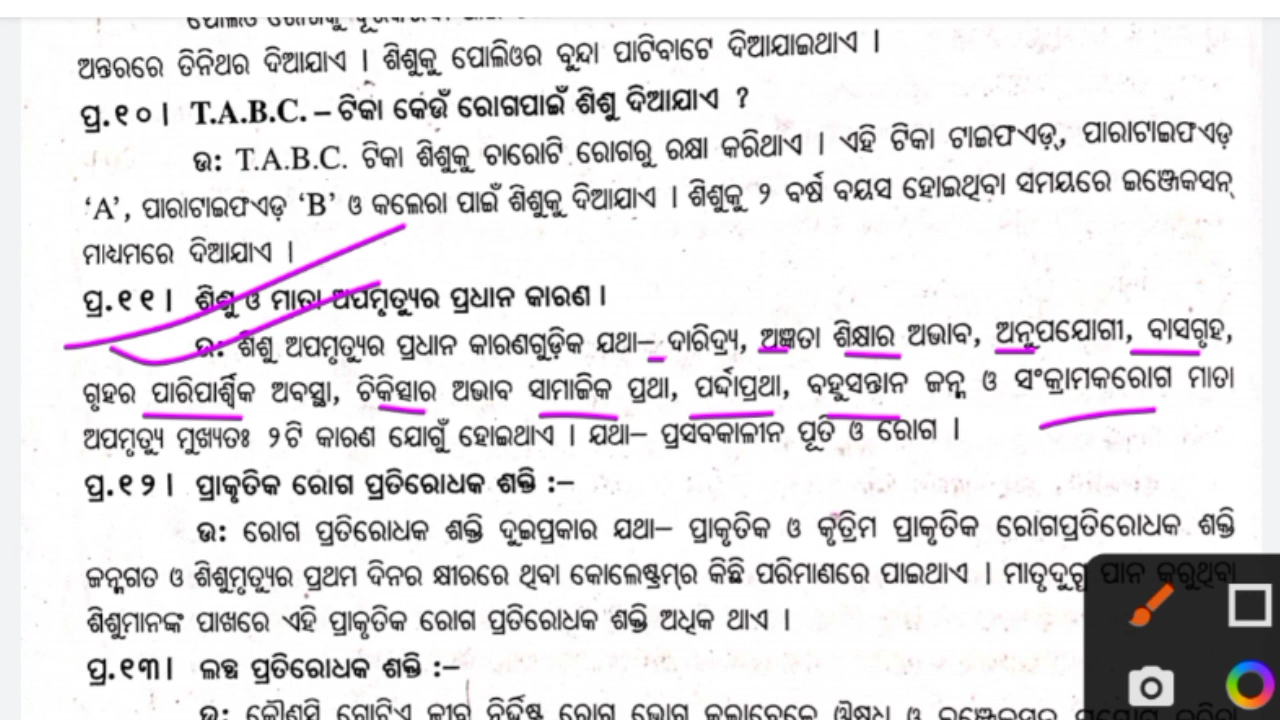 ଅନ୍ତରରେ ତିନିଥର ଦିଆଯାଏ । ଶିଶୁକୁ ପୋଲିଓର ବୁନ୍ଦା ପାଟିବାଟେ ଦିଆଯାଇଥାଏ ।
ପ୍ର.୧୦। T.A.B.C. – ଟିକା କେଉଁ ରୋଗପାଇଁ ଶିଶୁ ଦିଆଯାଏ ?
ଉ: T.A.B.C. ଟିକା ଶିଶୁକୁ ଚାରୋଟି ରୋଗରୁ ରକ୍ଷା କରିଥାଏ । ଏହି ଟିକା ଟାଇଫଏଡ୍, ପାରାଟାଇଫଏଡ଼
‘A’, ପାରାଟାଇଫଏଡ଼ ‘B’ ଓ କଲେରା ପାଇଁ ଶିଶୁକୁ ଦିଆଯାଏ । ଶିଶୁକୁ ୨ ବର୍ଷ ବୟସ ହୋଇଥିବା ସମୟରେ ଇଞ୍ଜେକସନ୍
ମାଧ୍ୟମରେ ଦିଆଯାଏ ।
ପ୍ର.୧୧। ଶିଶୁ ଓ ମାତା ଅପମୃତ୍ୟୁର ପ୍ରଧାନ କାରଣ ।
ଉ: ଶିଶୁ ଅପମୃତ୍ୟୁର ପ୍ରଧାନ କାରଣଗୁଡ଼ିକ ଯଥା– ଦାରିଦ୍ର୍ୟ, ଅଜ୍ଞତା ଶିକ୍ଷାର ଅଭାବ, ଅନୁପଯୋଗୀ, ବାସଗୃହ,
ଗୃହର ପାରିପାର୍ଶ୍ୱିକ ଅବସ୍ଥା, ଚିକିତ୍ସାର ଅଭାବ ସାମାଜିକ ପ୍ରଥା, ପର୍ଦ୍ଦାପ୍ରଥା, ବହୁସନ୍ତାନ ଜନ୍ମ ଓ ସଂକ୍ରାମକରୋଗ ମାତା
ଅପମୃତ୍ୟୁ ମୁଖ୍ୟତଃ ୨ଟି କାରଣ ଯୋଗୁଁ ହୋଇଥାଏ । ଯଥା– ପ୍ରସବକାଳୀନ ପୂତି ଓ ରୋଗ ।
ପ୍ର.୧୨। ପ୍ରାକୃତିକ ରୋଗ ପ୍ରତିରୋଧକ ଶକ୍ତି :–
ଉ: ରୋଗ ପ୍ରତିରୋଧକ ଶକ୍ତି ଦୁଇପ୍ରକାର ଯଥା– ପ୍ରାକୃତିକ ଓ କୃତ୍ରିମ ପ୍ରାକୃତିକ ରୋଗପ୍ରତିରୋଧକ ଶକ୍ତି
ଜନ୍ମଗତ ଓ ଶିଶୁମୃତ୍ୟୁର ପ୍ରଥମ ଦିନର କ୍ଷୀରରେ ଥିବା କୋଲେଷ୍ଟ୍ରମ୍‌ର କିଛି ପରିମାଣରେ ପାଇଥାଏ । ମାତୃଦୁଗ୍ଧ ପାନ କରୁଥିବା
ଶିଶୁମାନଙ୍କ ପାଖରେ ଏହି ପ୍ରାକୃତିକ ରୋଗ ପ୍ରତିରୋଧକ ଶକ୍ତି ଅଧିକ ଥାଏ ।
ପ୍ର.୧୩। ଲବ୍ଧ ପ୍ରତିରୋଧକ ଶକ୍ତି :–